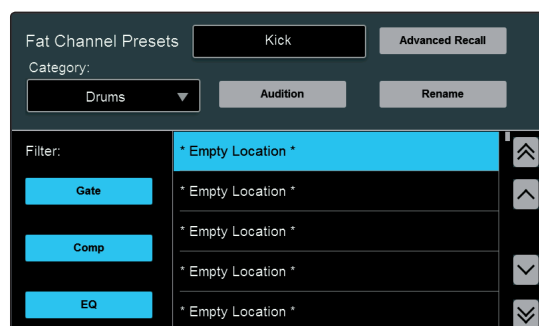 Fat Channel Presets
Kick
Advanced Recall
Category:
Drums
Audition
Rename
Filter:
Gate
Comp
EQ
* Empty Location *
* Empty Location *
* Empty Location *
* Empty Location *
* Empty Location *